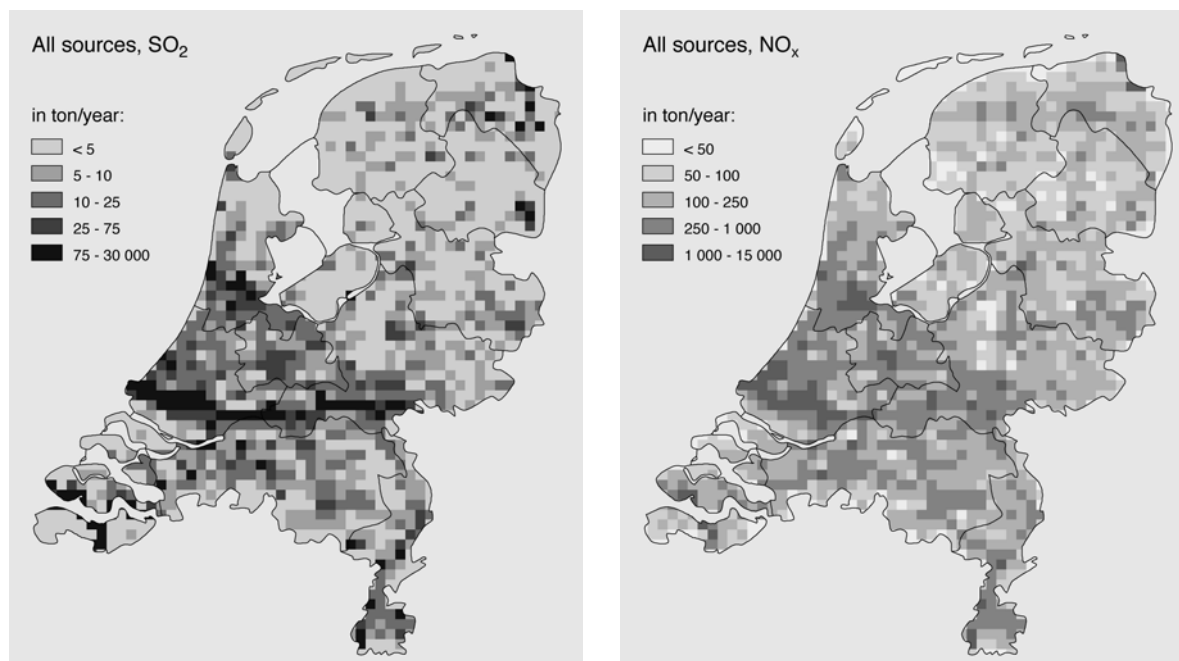 All sources, SO₂
in ton/year:
< 5
5 - 10
10 - 25
25 - 75
75 - 30 000
All sources, NOₓ
in ton/year:
< 50
50 - 100
100 - 250
250 - 1 000
1 000 - 15 000